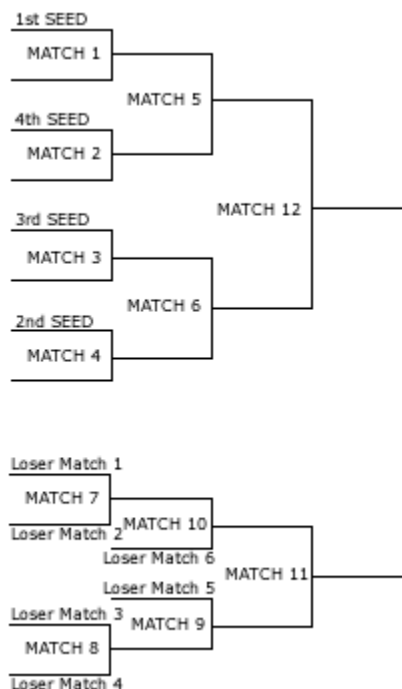 1st SEED
MATCH 1
MATCH 5
4th SEED
MATCH 2
MATCH 12
3rd SEED
MATCH 3
MATCH 6
2nd SEED
MATCH 4
Loser Match 1
MATCH 7
Loser Match 2
MATCH 10
Loser Match 6
MATCH 11
Loser Match 5
Loser Match 3
MATCH 9
MATCH 8
Loser Match 4